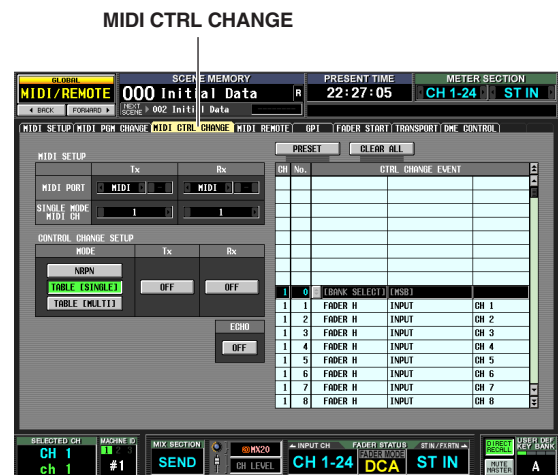 MIDI CTRL CHANGE
GLOBAL
MIDI/REMOTE
SCENE MEMORY
000 Initial Data R
PRESENT TIME
22:27:05
METER SECTION
CH 1-24 ST IN
BACK FORWARD NEXT SCENE 002 Initial Data
MIDI SETUP MIDI PGM CHANGE MIDI CTRL CHANGE MIDI REMOTE GPI FADER START TRANSPORT DME CONTROL
PRESET CLEAR ALL
MIDI SETUP
Tx Rx
MIDI PORT MIDI - MIDI -
SINGLE MODE MIDI CH 1 1
CONTROL CHANGE SETUP
MODE Tx Rx
NRPN
TABLE [SINGLE] OFF OFF
TABLE [MULTI]
ECHO
OFF
CH No. CTRL CHANGE EVENT
1 0 [BANK SELECT] [MSB]
1 1 FADER H INPUT CH 1
1 2 FADER H INPUT CH 2
1 3 FADER H INPUT CH 3
1 4 FADER H INPUT CH 4
1 5 FADER H INPUT CH 5
1 6 FADER H INPUT CH 6
1 7 FADER H INPUT CH 7
1 8 FADER H INPUT CH 8
SELECTED CH
CH 1
ch 1
MACHINE ID
1 2 3
#1
MIX SECTION
SEND
MX20
CH LEVEL
INPUT CH FADER STATUS ST IN/FXRTN
CH 1-24 FADER MODE DCA ST IN
DIRECT RECALL
MUTE MASTER
USER DEF KEY BANK
A